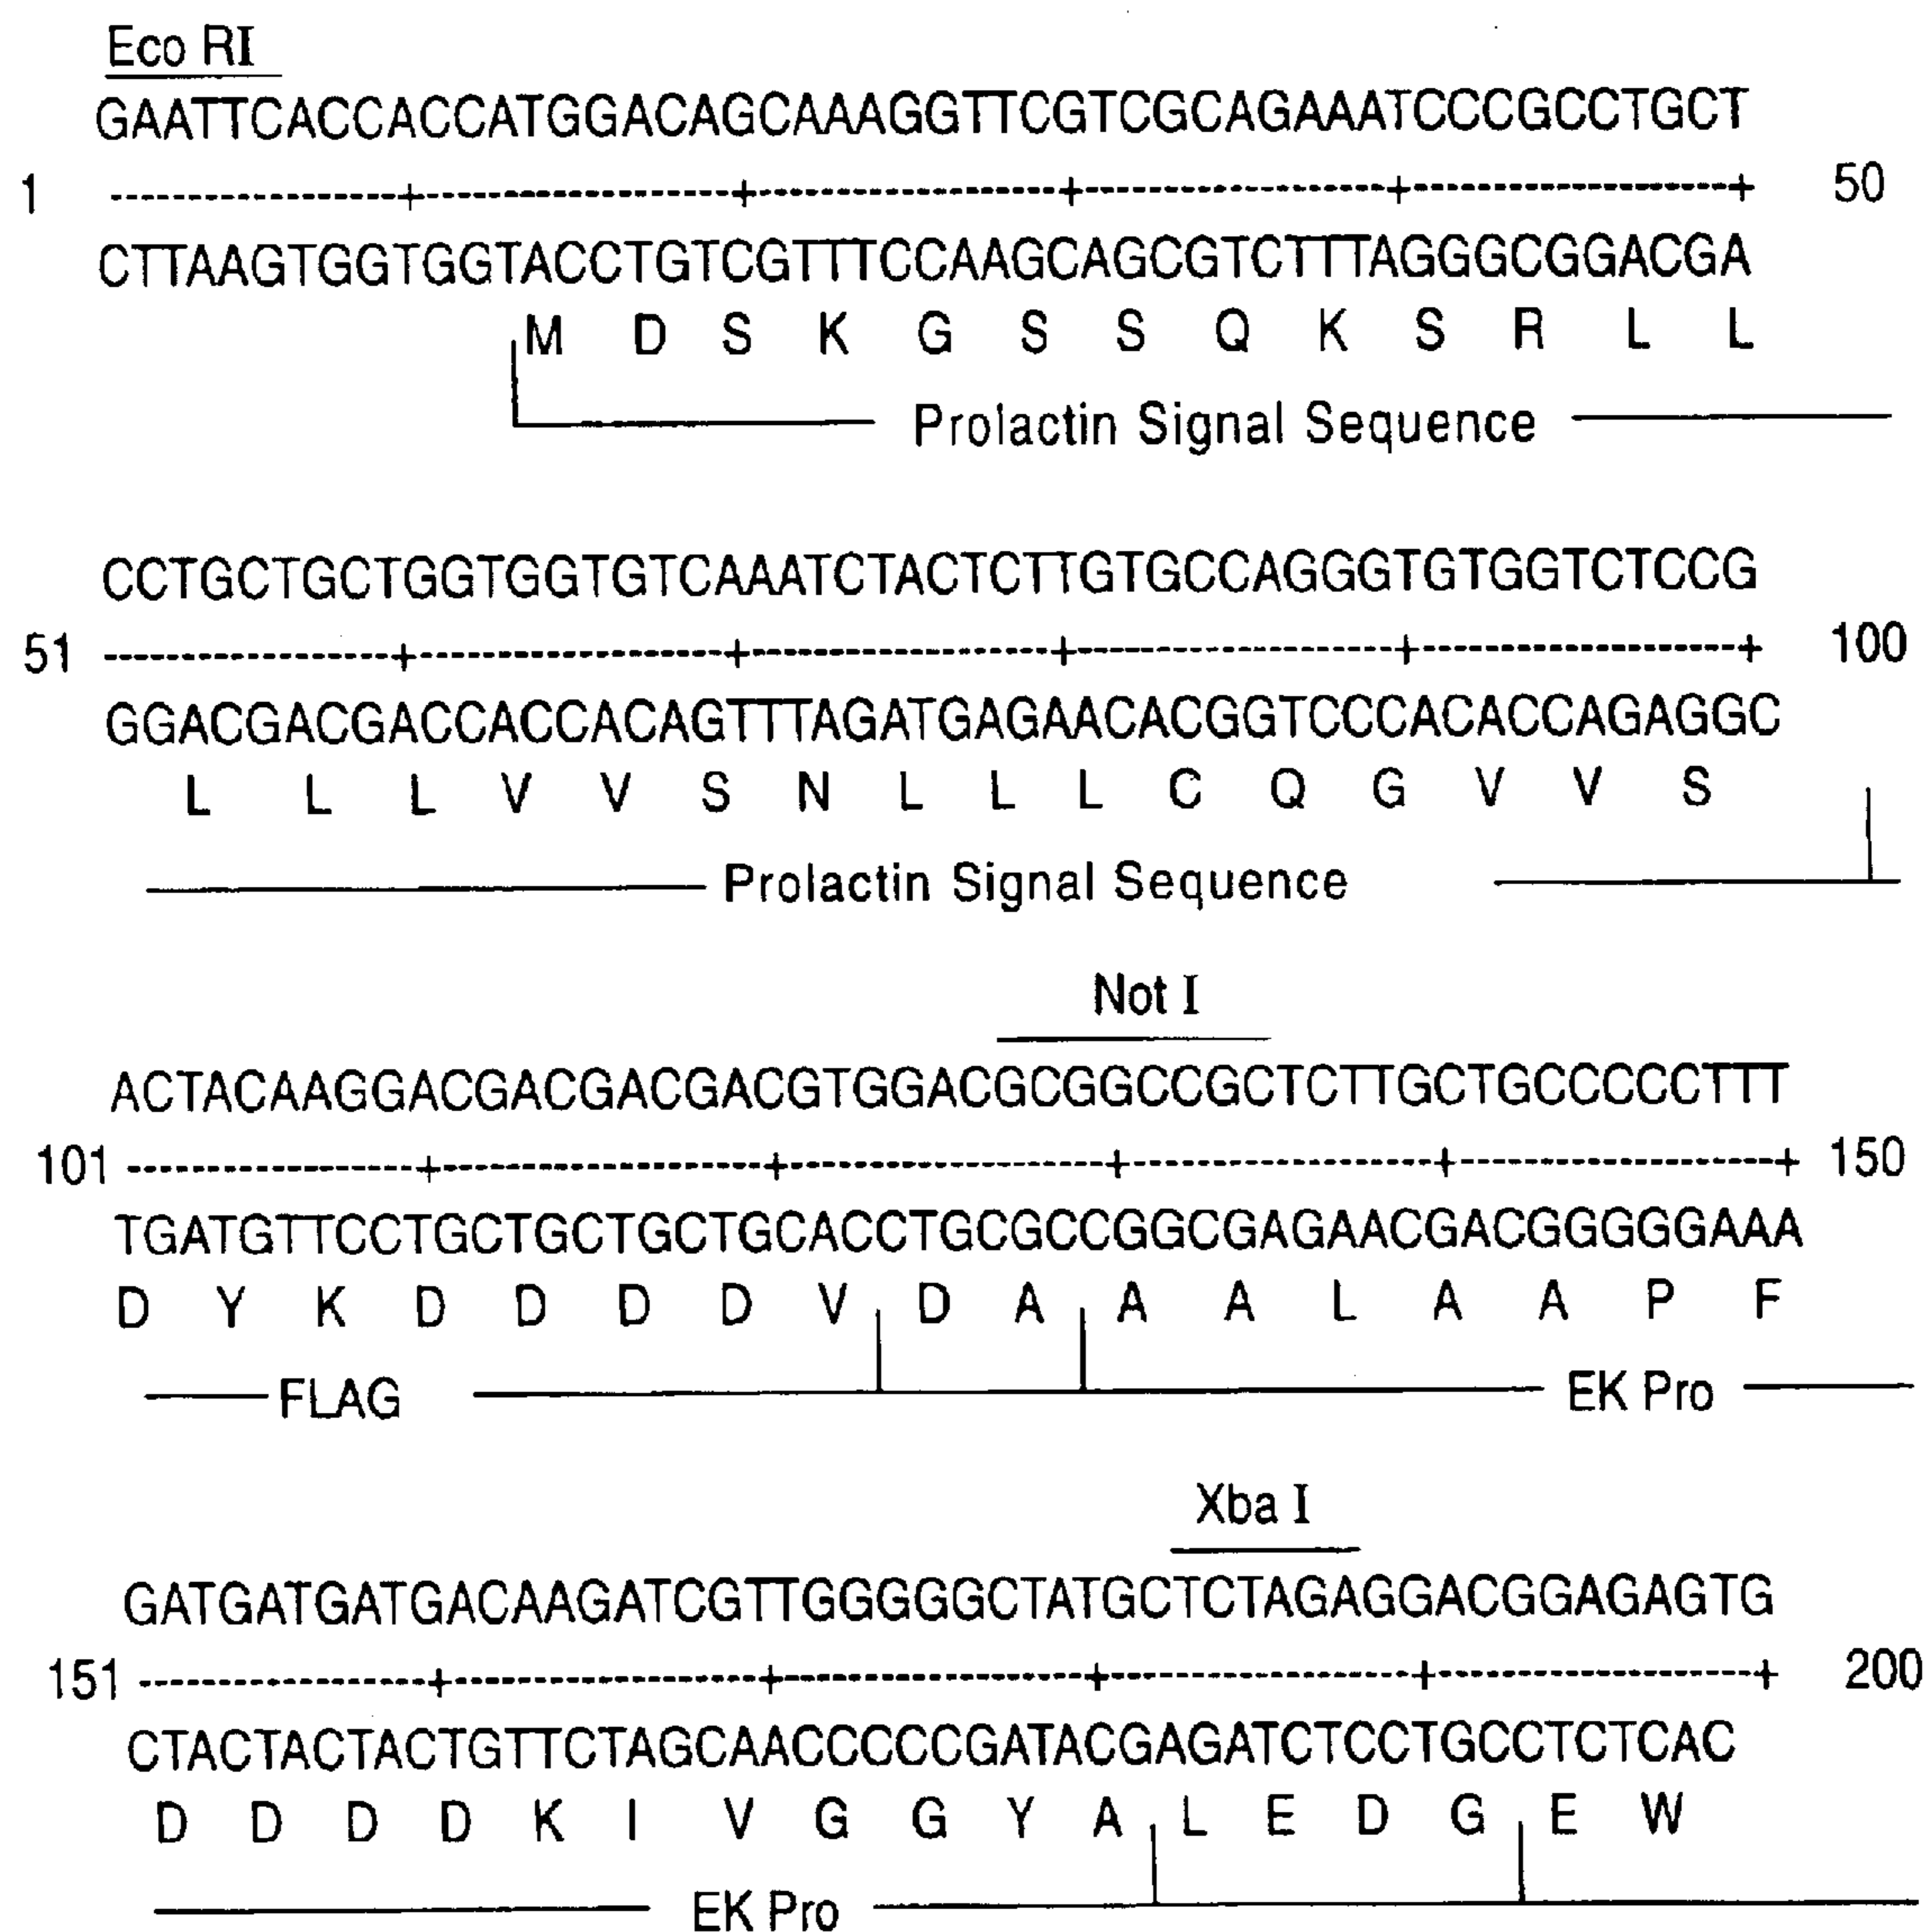 Eco RI
GAATTCACCACCATGGACAGCAAAGGTTCGTCGCAGAAATCCCGCCTGCT
1 ---------+---------+---------+---------+---------+ 50
CTTAAGTGGTGGTACCTGTCGTTTCCAAGCAGCGTCTTTAGGGCGGACGA
M D S K G S S Q K S R L L
Prolactin Signal Sequence
CCTGCTGCTGGTGGTGTCAAATCTACTCTTGTGCCAGGGTGTGGTCTCCG
51 ---------+---------+---------+---------+---------+ 100
GGACGACGACCACCACAGTTTAGATGAGAACACGGTCCCACACCAGAGGC
L L L V V S N L L L C Q G V V S
Prolactin Signal Sequence
Not I
ACTACAAGGACGACGACGACGTGGACGCGGCCGCTCTTGCTGCCCCCTTT
101 ---------+---------+---------+---------+---------+ 150
TGATGTTCCTGCTGCTGCTGCACCTGCGCCGGCGAGAACGACGGGGGAAA
D Y K D D D D V D A A A L A A P F
FLAG EK Pro
Xba I
GATGATGATGACAAGATCGTTGGGGGCTATGCTCTAGAGGACGGAGAGTG
151 ---------+---------+---------+---------+---------+ 200
CTACTACTACTGTTCTAGCAACCCCCGATACGAGATCTCCTGCCTCTCAC
D D D D K I V G G Y A L E D G E W
EK Pro